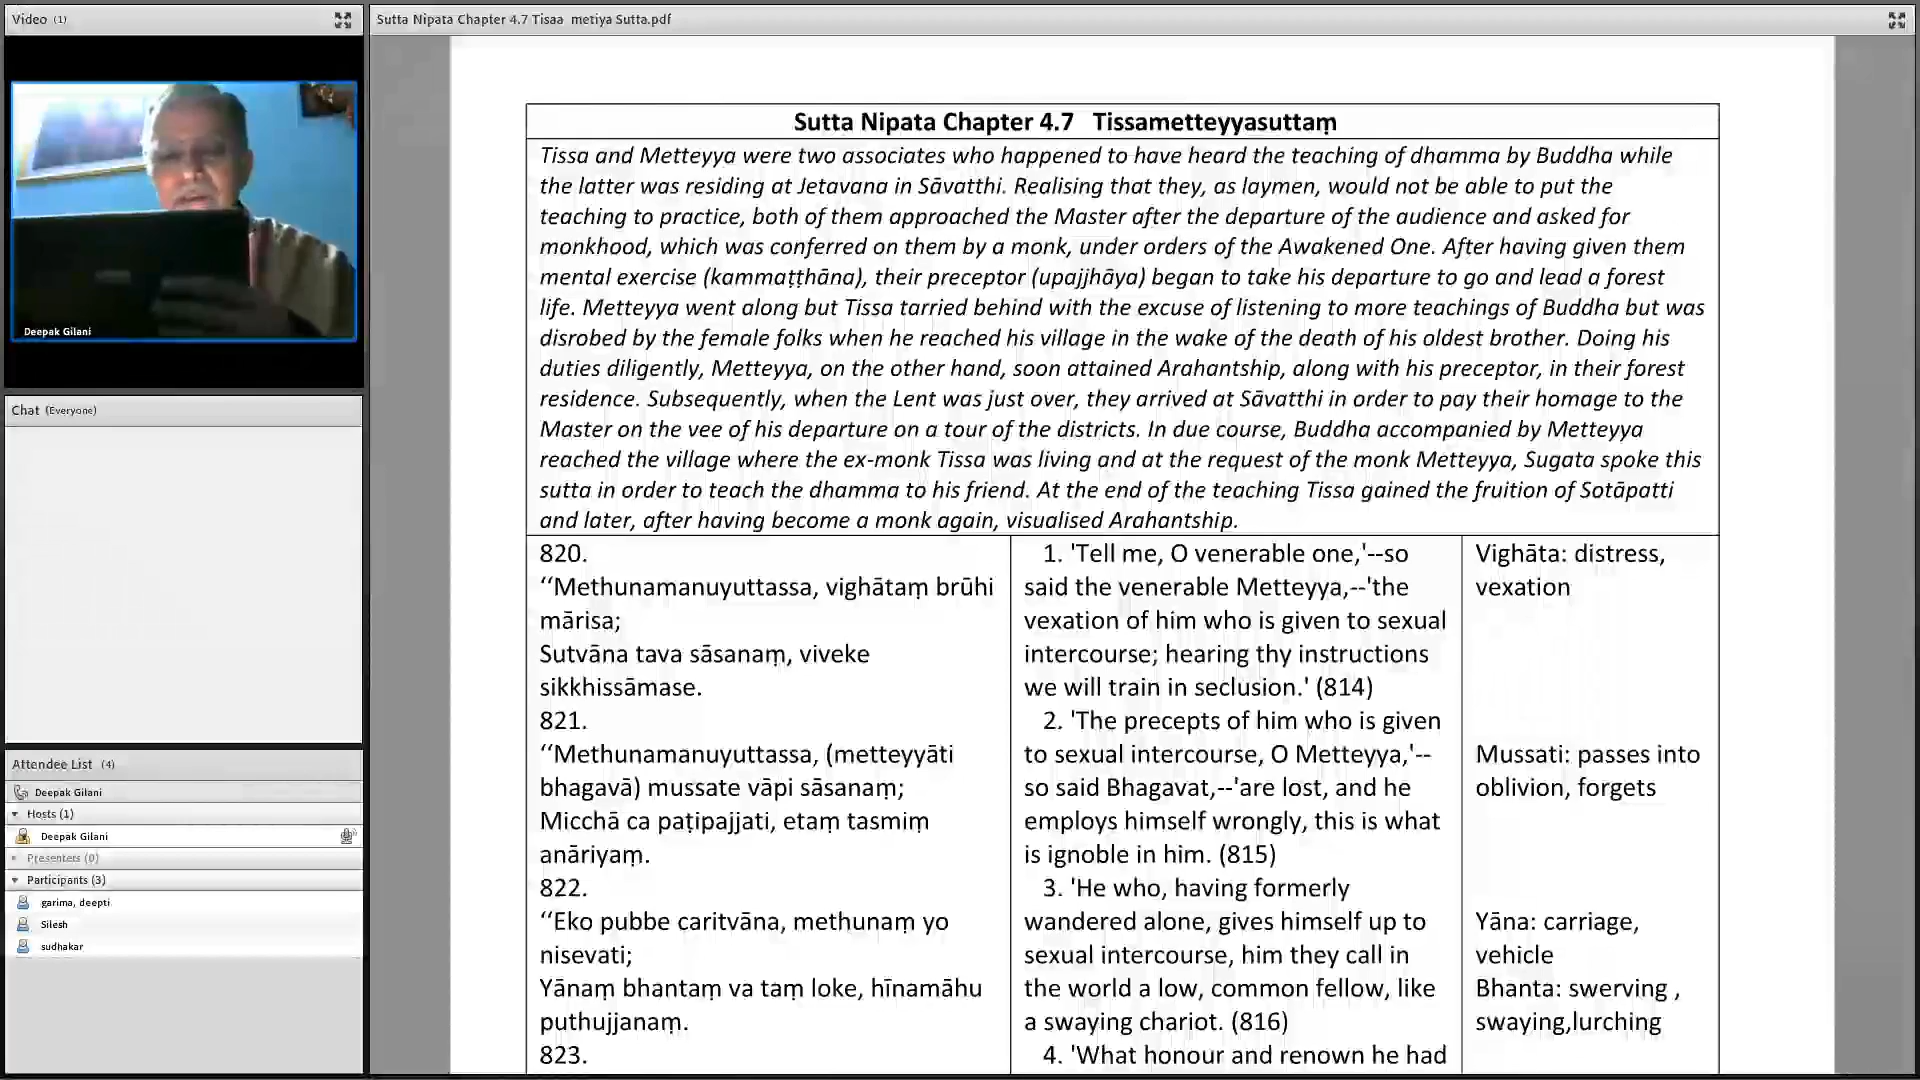 Video (1)
Sutta Nipata Chapter 4.7 Tisaa metiya Sutta.pdf
Deepak Gilani
Chat (Everyone)
Attendee List (4)
Deepak Gilani
Hosts (1)
Deepak Gilani
Presenters (0)
Participants (3)
garima, deepti
Silesh
sudhakar
Sutta Nipata Chapter 4.7 Tissametteyyasuttaṃ
Tissa and Metteyya were two associates who happened to have heard the teaching of dhamma by Buddha while
the latter was residing at Jetavana in Sāvatthi. Realising that they, as laymen, would not be able to put the
teaching to practice, both of them approached the Master after the departure of the audience and asked for
monkhood, which was conferred on them by a monk, under orders of the Awakened One. After having given them
mental exercise (kammaṭṭhāna), their preceptor (upajjhāya) began to take his departure to go and lead a forest
life. Metteyya went along but Tissa tarried behind with the excuse of listening to more teachings of Buddha but was
disrobed by the female folks when he reached his village in the wake of the death of his oldest brother. Doing his
duties diligently, Metteyya, on the other hand, soon attained Arahantship, along with his preceptor, in their forest
residence. Subsequently, when the Lent was just over, they arrived at Sāvatthi in order to pay their homage to the
Master on the vee of his departure on a tour of the districts. In due course, Buddha accompanied by Metteyya
reached the village where the ex-monk Tissa was living and at the request of the monk Metteyya, Sugata spoke this
sutta in order to teach the dhamma to his friend. At the end of the teaching Tissa gained the fruition of Sotāpatti
and later, after having become a monk again, visualised Arahantship.
820.
‘‘Methunamanuyuttassa, vighātaṃ brūhi
mārisa;
Sutvāna tava sāsanaṃ, viveke
sikkhissāmase.
821.
‘‘Methunamanuyuttassa, (metteyyāti
bhagavā) mussate vāpi sāsanaṃ;
Micchā ca paṭipajjati, etaṃ tasmiṃ
anāriyaṃ.
822.
‘‘Eko pubbe caritvāna, methunaṃ yo
nisevati;
Yānaṃ bhantaṃ va taṃ loke, hīnamāhu
puthujjanaṃ.
823.
1. 'Tell me, O venerable one,'--so
said the venerable Metteyya,--'the
vexation of him who is given to sexual
intercourse; hearing thy instructions
we will train in seclusion.' (814)
2. 'The precepts of him who is given
to sexual intercourse, O Metteyya,'--
so said Bhagavat,--'are lost, and he
employs himself wrongly, this is what
is ignoble in him. (815)
3. 'He who, having formerly
wandered alone, gives himself up to
sexual intercourse, him they call in
the world a low, common fellow, like
a swaying chariot. (816)
4. 'What honour and renown he had
Vighāta: distress,
vexation
Mussati: passes into
oblivion, forgets
Yāna: carriage,
vehicle
Bhanta: swerving ,
swaying,lurching